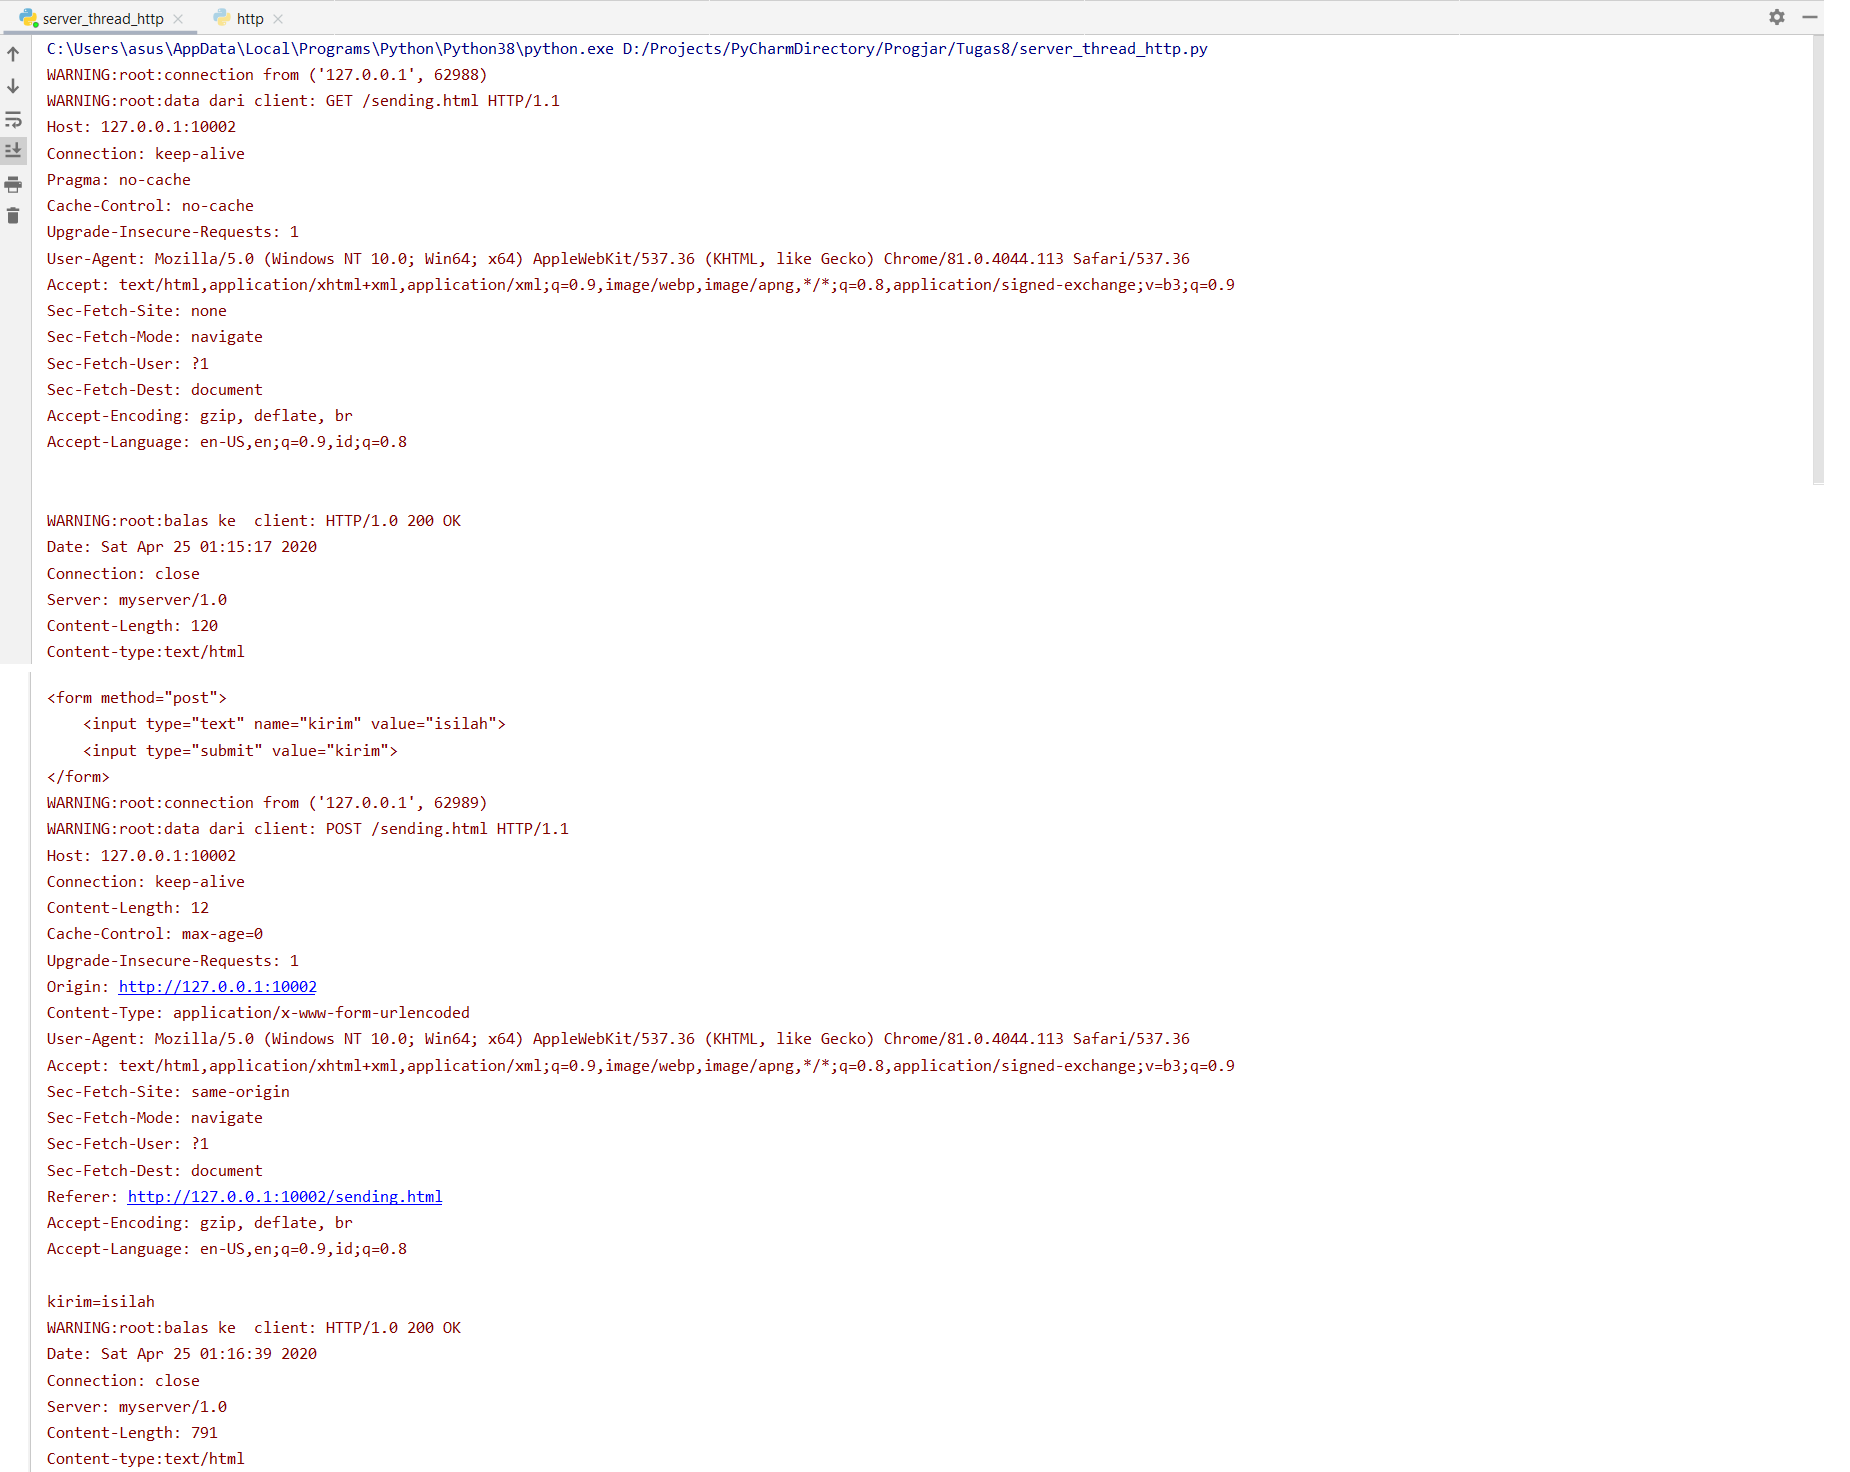 server_thread_http
http
C:\Users\asus\AppData\Local\Programs\Python\Python38\python.exe D:/Projects/PyCharmDirectory/Progjar/Tugas8/server_thread_http.py
WARNING:root:connection from ('127.0.0.1', 62988)
WARNING:root:data dari client: GET /sending.html HTTP/1.1
Host: 127.0.0.1:10002
Connection: keep-alive
Pragma: no-cache
Cache-Control: no-cache
Upgrade-Insecure-Requests: 1
User-Agent: Mozilla/5.0 (Windows NT 10.0; Win64; x64) AppleWebKit/537.36 (KHTML, like Gecko) Chrome/81.0.4044.113 Safari/537.36
Accept: text/html,application/xhtml+xml,application/xml;q=0.9,image/webp,image/apng,*/*;q=0.8,application/signed-exchange;v=b3;q=0.9
Sec-Fetch-Site: none
Sec-Fetch-Mode: navigate
Sec-Fetch-User: ?1
Sec-Fetch-Dest: document
Accept-Encoding: gzip, deflate, br
Accept-Language: en-US,en;q=0.9,id;q=0.8
WARNING:root:balas ke  client: HTTP/1.0 200 OK
Date: Sat Apr 25 01:15:17 2020
Connection: close
Server: myserver/1.0
Content-Length: 120
Content-type:text/html
<form method="post">
    <input type="text" name="kirim" value="isilah">
    <input type="submit" value="kirim">
</form>
WARNING:root:connection from ('127.0.0.1', 62989)
WARNING:root:data dari client: POST /sending.html HTTP/1.1
Host: 127.0.0.1:10002
Connection: keep-alive
Content-Length: 12
Cache-Control: max-age=0
Upgrade-Insecure-Requests: 1
Origin: http://127.0.0.1:10002
Content-Type: application/x-www-form-urlencoded
User-Agent: Mozilla/5.0 (Windows NT 10.0; Win64; x64) AppleWebKit/537.36 (KHTML, like Gecko) Chrome/81.0.4044.113 Safari/537.36
Accept: text/html,application/xhtml+xml,application/xml;q=0.9,image/webp,image/apng,*/*;q=0.8,application/signed-exchange;v=b3;q=0.9
Sec-Fetch-Site: same-origin
Sec-Fetch-Mode: navigate
Sec-Fetch-User: ?1
Sec-Fetch-Dest: document
Referer: http://127.0.0.1:10002/sending.html
Accept-Encoding: gzip, deflate, br
Accept-Language: en-US,en;q=0.9,id;q=0.8
kirim=isilah
WARNING:root:balas ke  client: HTTP/1.0 200 OK
Date: Sat Apr 25 01:16:39 2020
Connection: close
Server: myserver/1.0
Content-Length: 791
Content-type:text/html